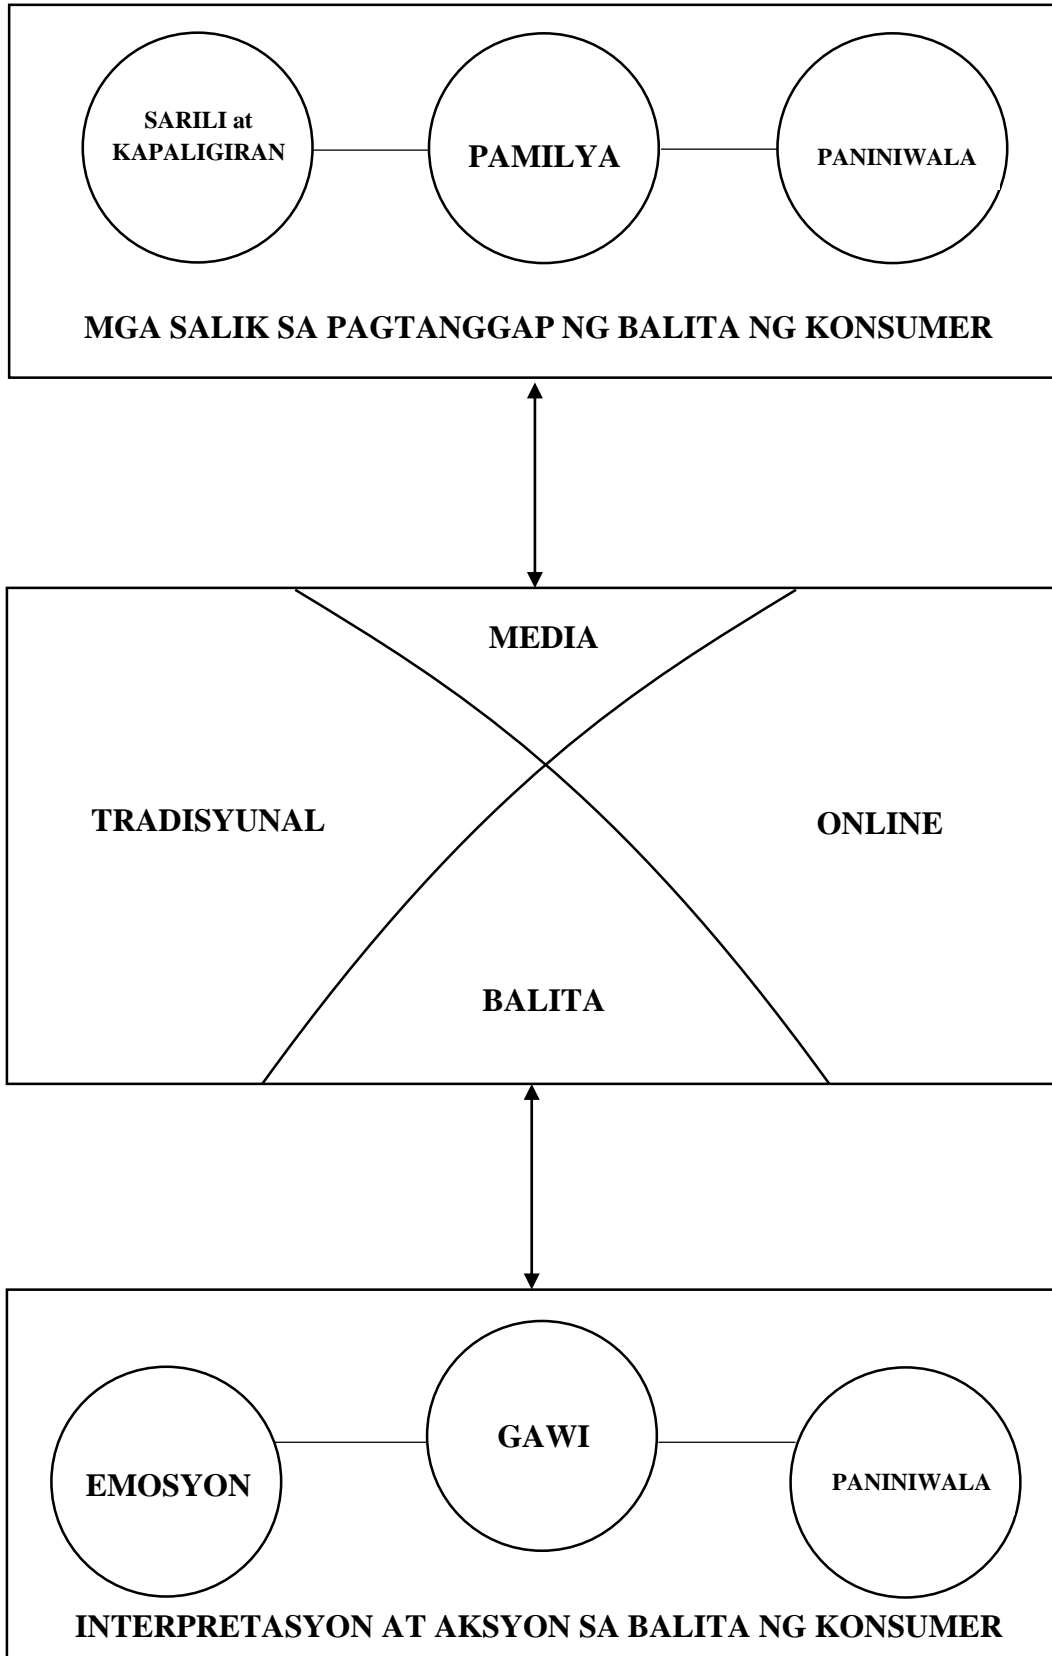 SARILI at
KAPALIGIRAN
PAMILYA
PANINIWALA
MGA SALIK SA PAGTANGGAP NG BALITA NG KONSUMER
MEDIA
TRADISYUNAL
ONLINE
BALITA
EMOSYON
GAWI
PANINIWALA
INTERPRETASYON AT AKSYON SA BALITA NG KONSUMER